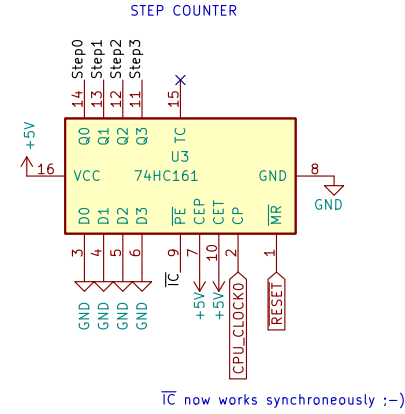 STEP COUNTER
Step0
Step1
Step2
Step3
14
13
12
11
15
+5V
Q0
Q1
Q2
Q3
TC
U3
16
VCC
74HC161
GND
8
GND
D0
D1
D2
D3
PE
CEP
CET
CP
MR
3
4
5
6
9
7
10
2
1
IC
GND
GND
GND
GND
+5V
+5V
CPU_CLOCK0
RESET
IC now works synchroneously ;-)